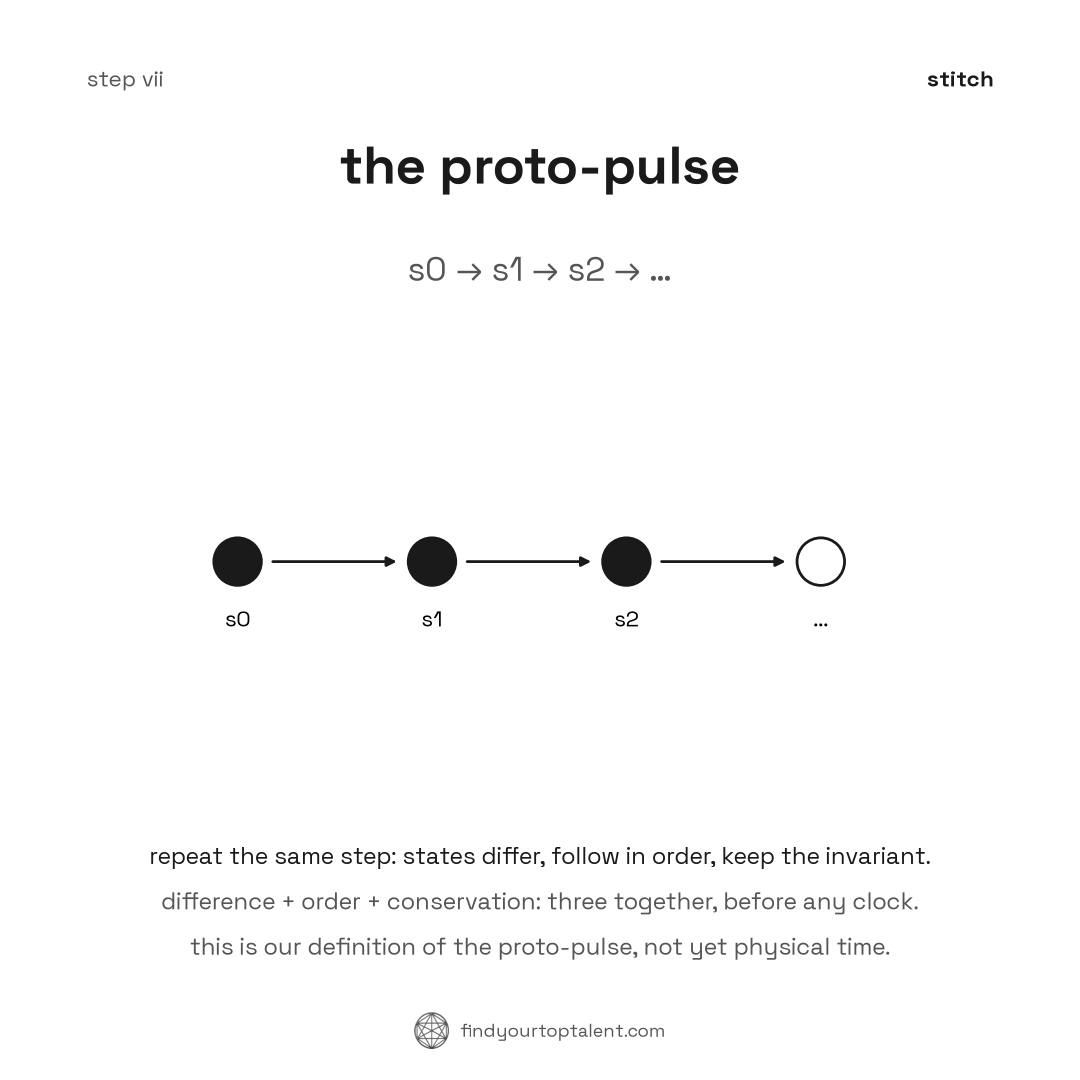 step vii
stitch
the proto-pulse
s0 → s1 → s2 → ...
s0
s1
s2
...
repeat the same step: states differ, follow in order, keep the invariant.
difference + order + conservation: three together, before any clock.
this is our definition of the proto-pulse, not yet physical time.
findyourtoptalent.com